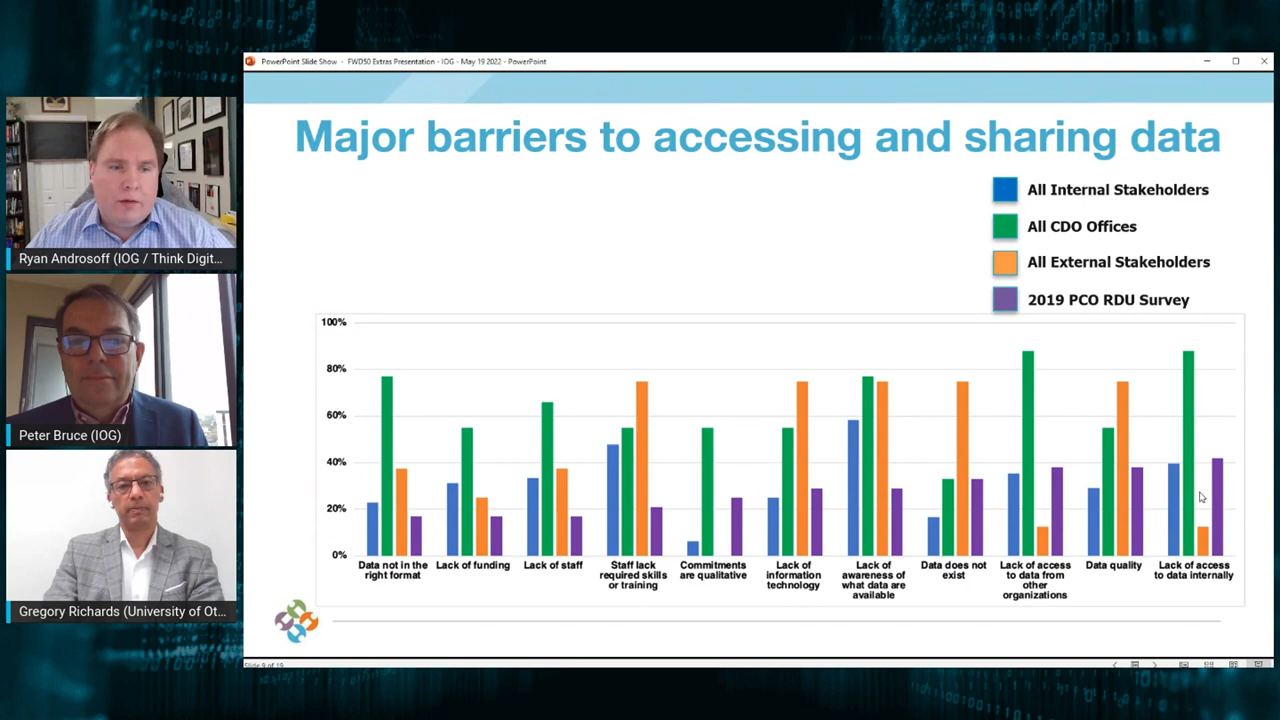 PowerPoint Slide Show - FWD50 Extras Presentation - IOG - May 19 2022 - PowerPoint
Major barriers to accessing and sharing data
All Internal Stakeholders
All CDO Offices
All External Stakeholders
2019 PCO RDU Survey
100%
80%
60%
40%
20%
0%
Data not in the
right format
Lack of funding
Lack of staff
Staff lack
required skills
or training
Commitments
are qualitative
Lack of
information
technology
Lack of
awareness of
what data are
available
Data does not
exist
Lack of access
to data from
other
organizations
Data quality
Lack of access
to data internally
Slide 9 of 19
Ryan Androsoff (IOG / Think Digit...
Peter Bruce (IOG)
Gregory Richards (University of Ot...